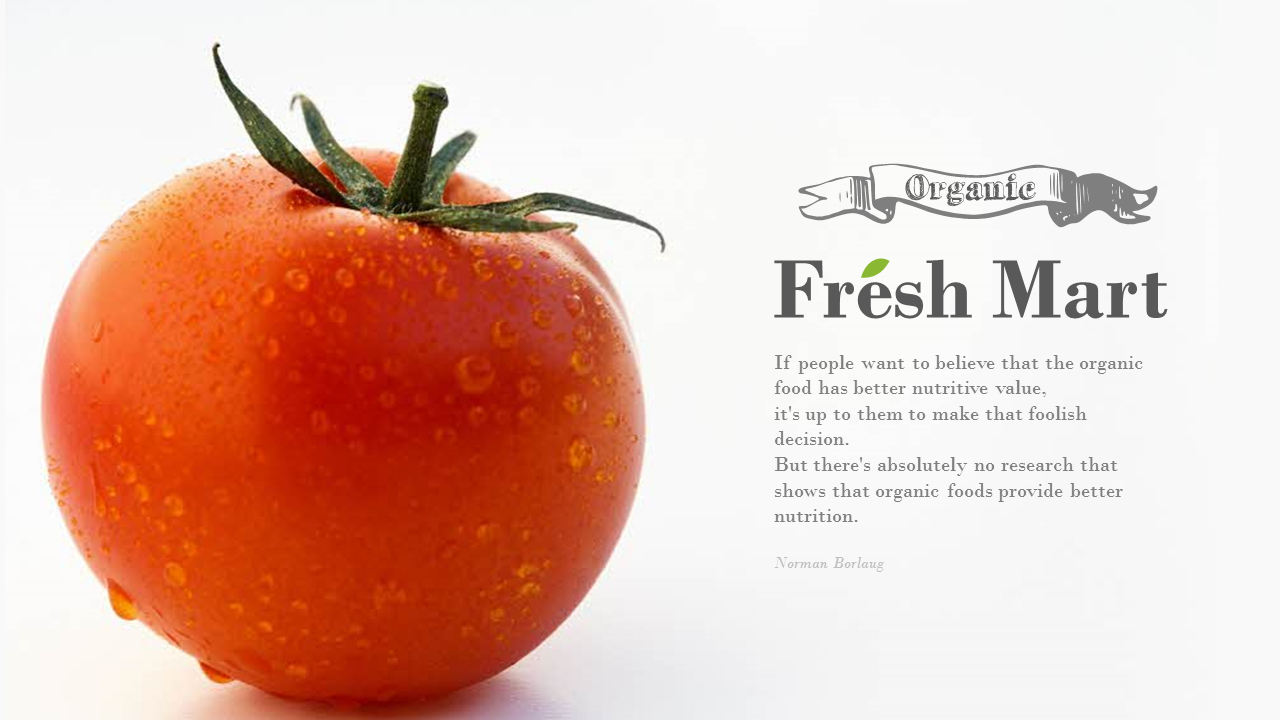 Organic
Frésh Mart
If people want to believe that the organic
food has better nutritive value,
it's up to them to make that foolish
decision.
But there's absolutely no research that
shows that organic foods provide better
nutrition.
Norman Borlaug